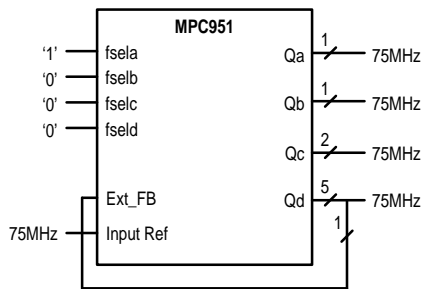 MPC951
‘1’ fsela Qa 1 75MHz
‘0’ fselb Qb 1 75MHz
‘0’ fselc Qc 2 75MHz
‘0’ fseld
Ext_FB Qd 5 75MHz
75MHz Input Ref 1